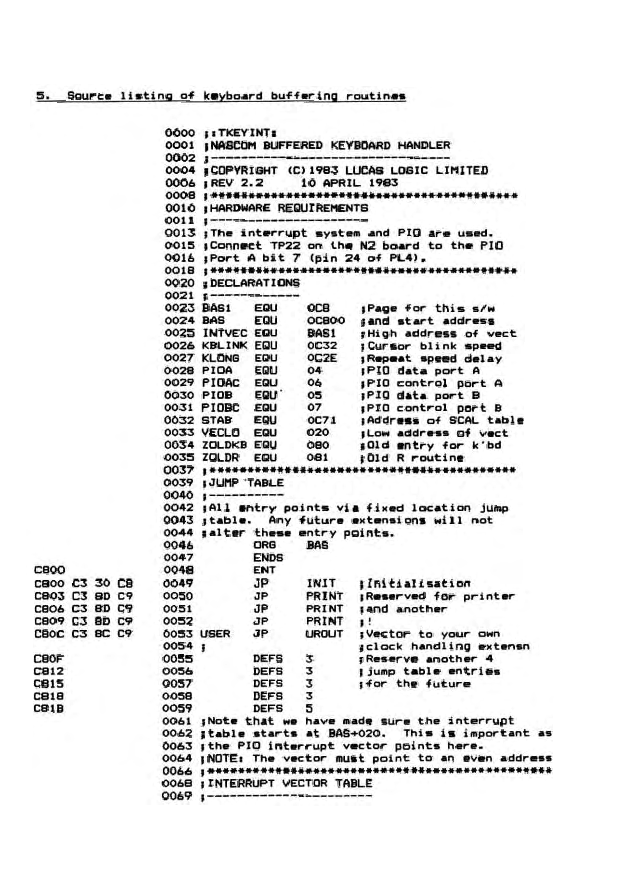 5. Source listing of keyboard buffering routines
0000 ;:TKEYINT:
0001 ;NASCOM BUFFERED KEYBOARD HANDLER
0002 ;---------------------------------
0004 ;COPYRIGHT (C) 1983 LUCAS LOGIC LIMITED
0006 ;REV 2.2 10 APRIL 1983
0008 ;******************************************
0010 ;HARDWARE REQUIREMENTS
0011 ;---------------------
0013 ;The interrupt system and PIO are used.
0015 ;Connect TP22 on the N2 board to the PIO
0016 ;Port A bit 7 (pin 24 of PL4).
0018 ;******************************************
0020 ;DECLARATIONS
0021 ;------------
0023 BAS1 EQU 0C8 ;Page for this s/w
0024 BAS EQU 0C800 ;and start address
0025 INTVEC EQU BAS1 ;High address of vect
0026 KBLINK EQU 0C32 ;Cursor blink speed
0027 KLONG EQU 0C2E ;Repeat speed delay
0028 PIOA EQU 04 ;PIO data port A
0029 PIOAC EQU 06 ;PIO control port A
0030 PIOB EQU 05 ;PIO data port B
0031 PIOBC EQU 07 ;PIO control port B
0032 STAB EQU 0C71 ;Address of SCAL table
0033 VECLO EQU 020 ;Low address of vect
0034 ZOLDKB EQU 080 ;Old entry for k'bd
0035 ZOLDR EQU 081 ;Old R routine
0037 ;******************************************
0039 ;JUMP TABLE
0040 ;----------
0042 ;All entry points via fixed location jump
0043 ;table. Any future extensions will not
0044 ;alter these entry points.
0046 ORG BAS
0047 ENDS
C800 0048 ENT
C800 C3 30 C8 0049 JP INIT ;Initialisation
C803 C3 8D C9 0050 JP PRINT ;Reserved for printer
C806 C3 8D C9 0051 JP PRINT ;and another
C809 C3 8D C9 0052 JP PRINT ;!
C80C C3 8C C9 0053 USER JP UROUT ;Vector to your own
0054 ; ;clock handling extensn
C80F 0055 DEFS 3 ;Reserve another 4
C812 0056 DEFS 3 ;jump table entries
C815 0057 DEFS 3 ;for the future
C818 0058 DEFS 3
C81B 0059 DEFS 5
0061 ;Note that we have made sure the interrupt
0062 ;table starts at BAS+020. This is important as
0063 ;the PIO interrupt vector points here.
0064 ;NOTE: The vector must point to an even address
0066 ;***********************************************
0068 ;INTERRUPT VECTOR TABLE
0069 ;----------------------